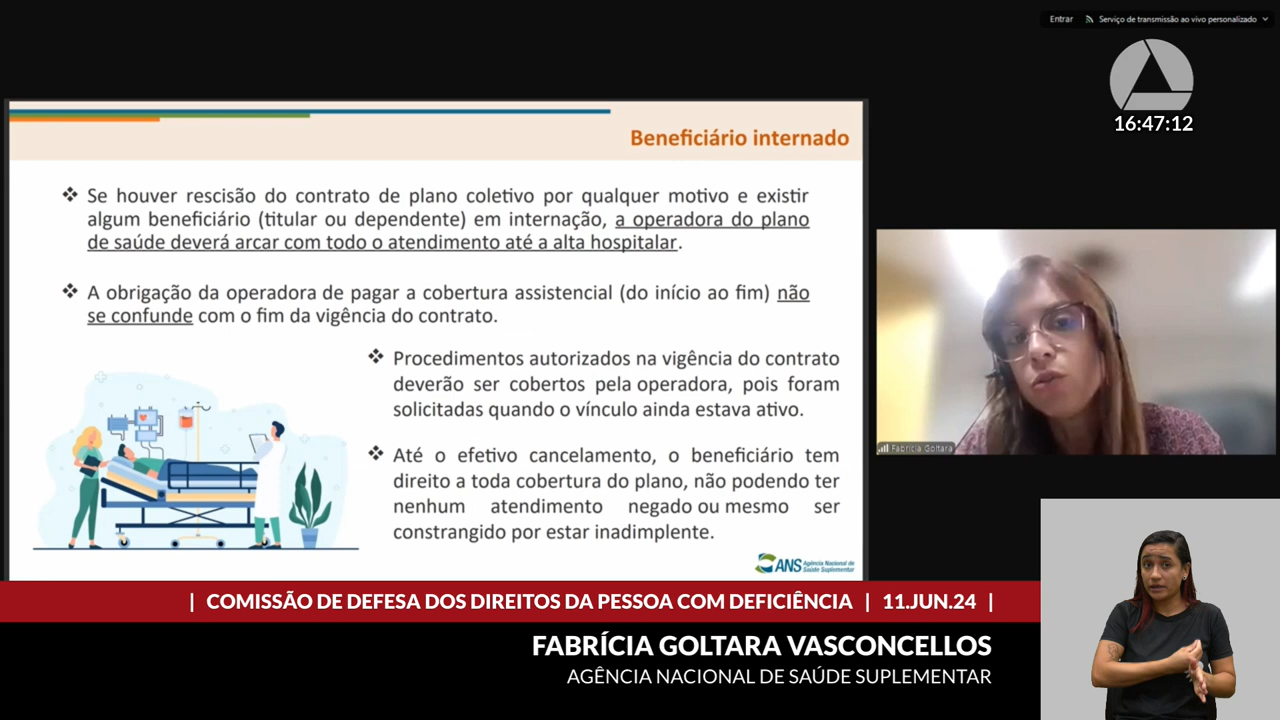 Entrar Serviço de transmissão ao vivo personalizado
16:47:12
Beneficiário internado
❖ Se houver rescisão do contrato de plano coletivo por qualquer motivo e existir
algum beneficiário (titular ou dependente) em internação, a operadora do plano
de saúde deverá arcar com todo o atendimento até a alta hospitalar.
❖ A obrigação da operadora de pagar a cobertura assistencial (do início ao fim) não
se confunde com o fim da vigência do contrato.
❖ Procedimentos autorizados na vigência do contrato
deverão ser cobertos pela operadora, pois foram
solicitadas quando o vínculo ainda estava ativo.
❖ Até o efetivo cancelamento, o beneficiário tem
direito a toda cobertura do plano, não podendo ter
nenhum atendimento negado ou mesmo ser
constrangido por estar inadimplente.
ANS Agência Nacional de
Saúde Suplementar
Fabrícia Goltara
| COMISSÃO DE DEFESA DOS DIREITOS DA PESSOA COM DEFICIÊNCIA | 11.JUN.24 |
FABRÍCIA GOLTARA VASCONCELLOS
AGÊNCIA NACIONAL DE SAÚDE SUPLEMENTAR